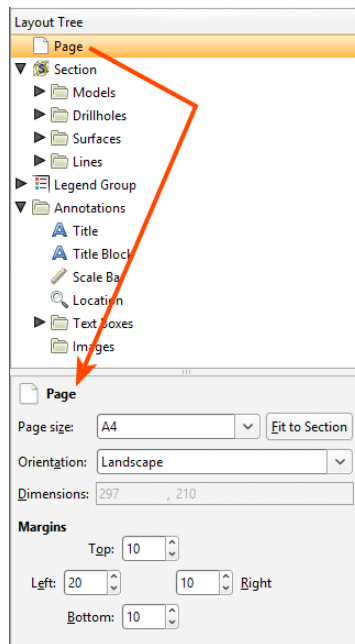 Layout Tree
Page
Section
Models
Drillholes
Surfaces
Lines
Legend Group
Annotations
Title
Title Block
Scale Ba
Location
Text Boxes
Images
Page
Page size: A4 Fit to Section
Orientation: Landscape
Dimensions: 297 , 210
Margins
Top: 10
Left: 20 10 Right
Bottom: 10